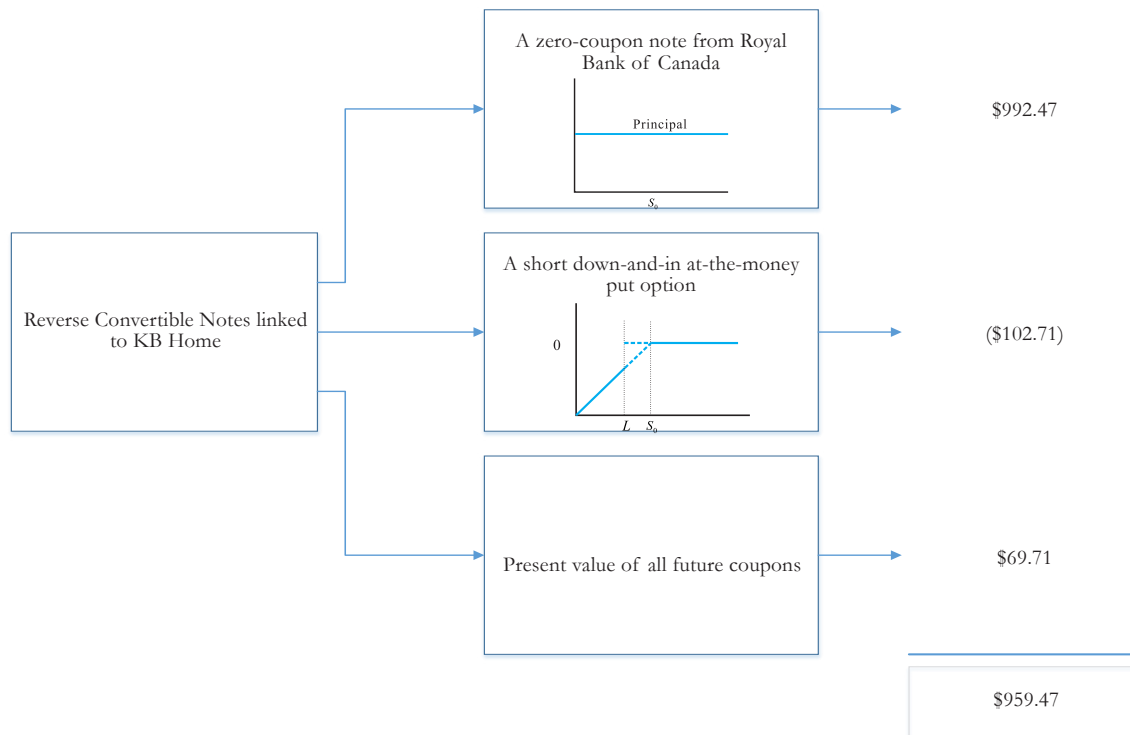 A zero-coupon note from Royal
Bank of Canada
Principal
S₀
$992.47
Reverse Convertible Notes linked
to KB Home
A short down-and-in at-the-money
put option
0
L S₀
($102.71)
Present value of all future coupons
$69.71
$959.47